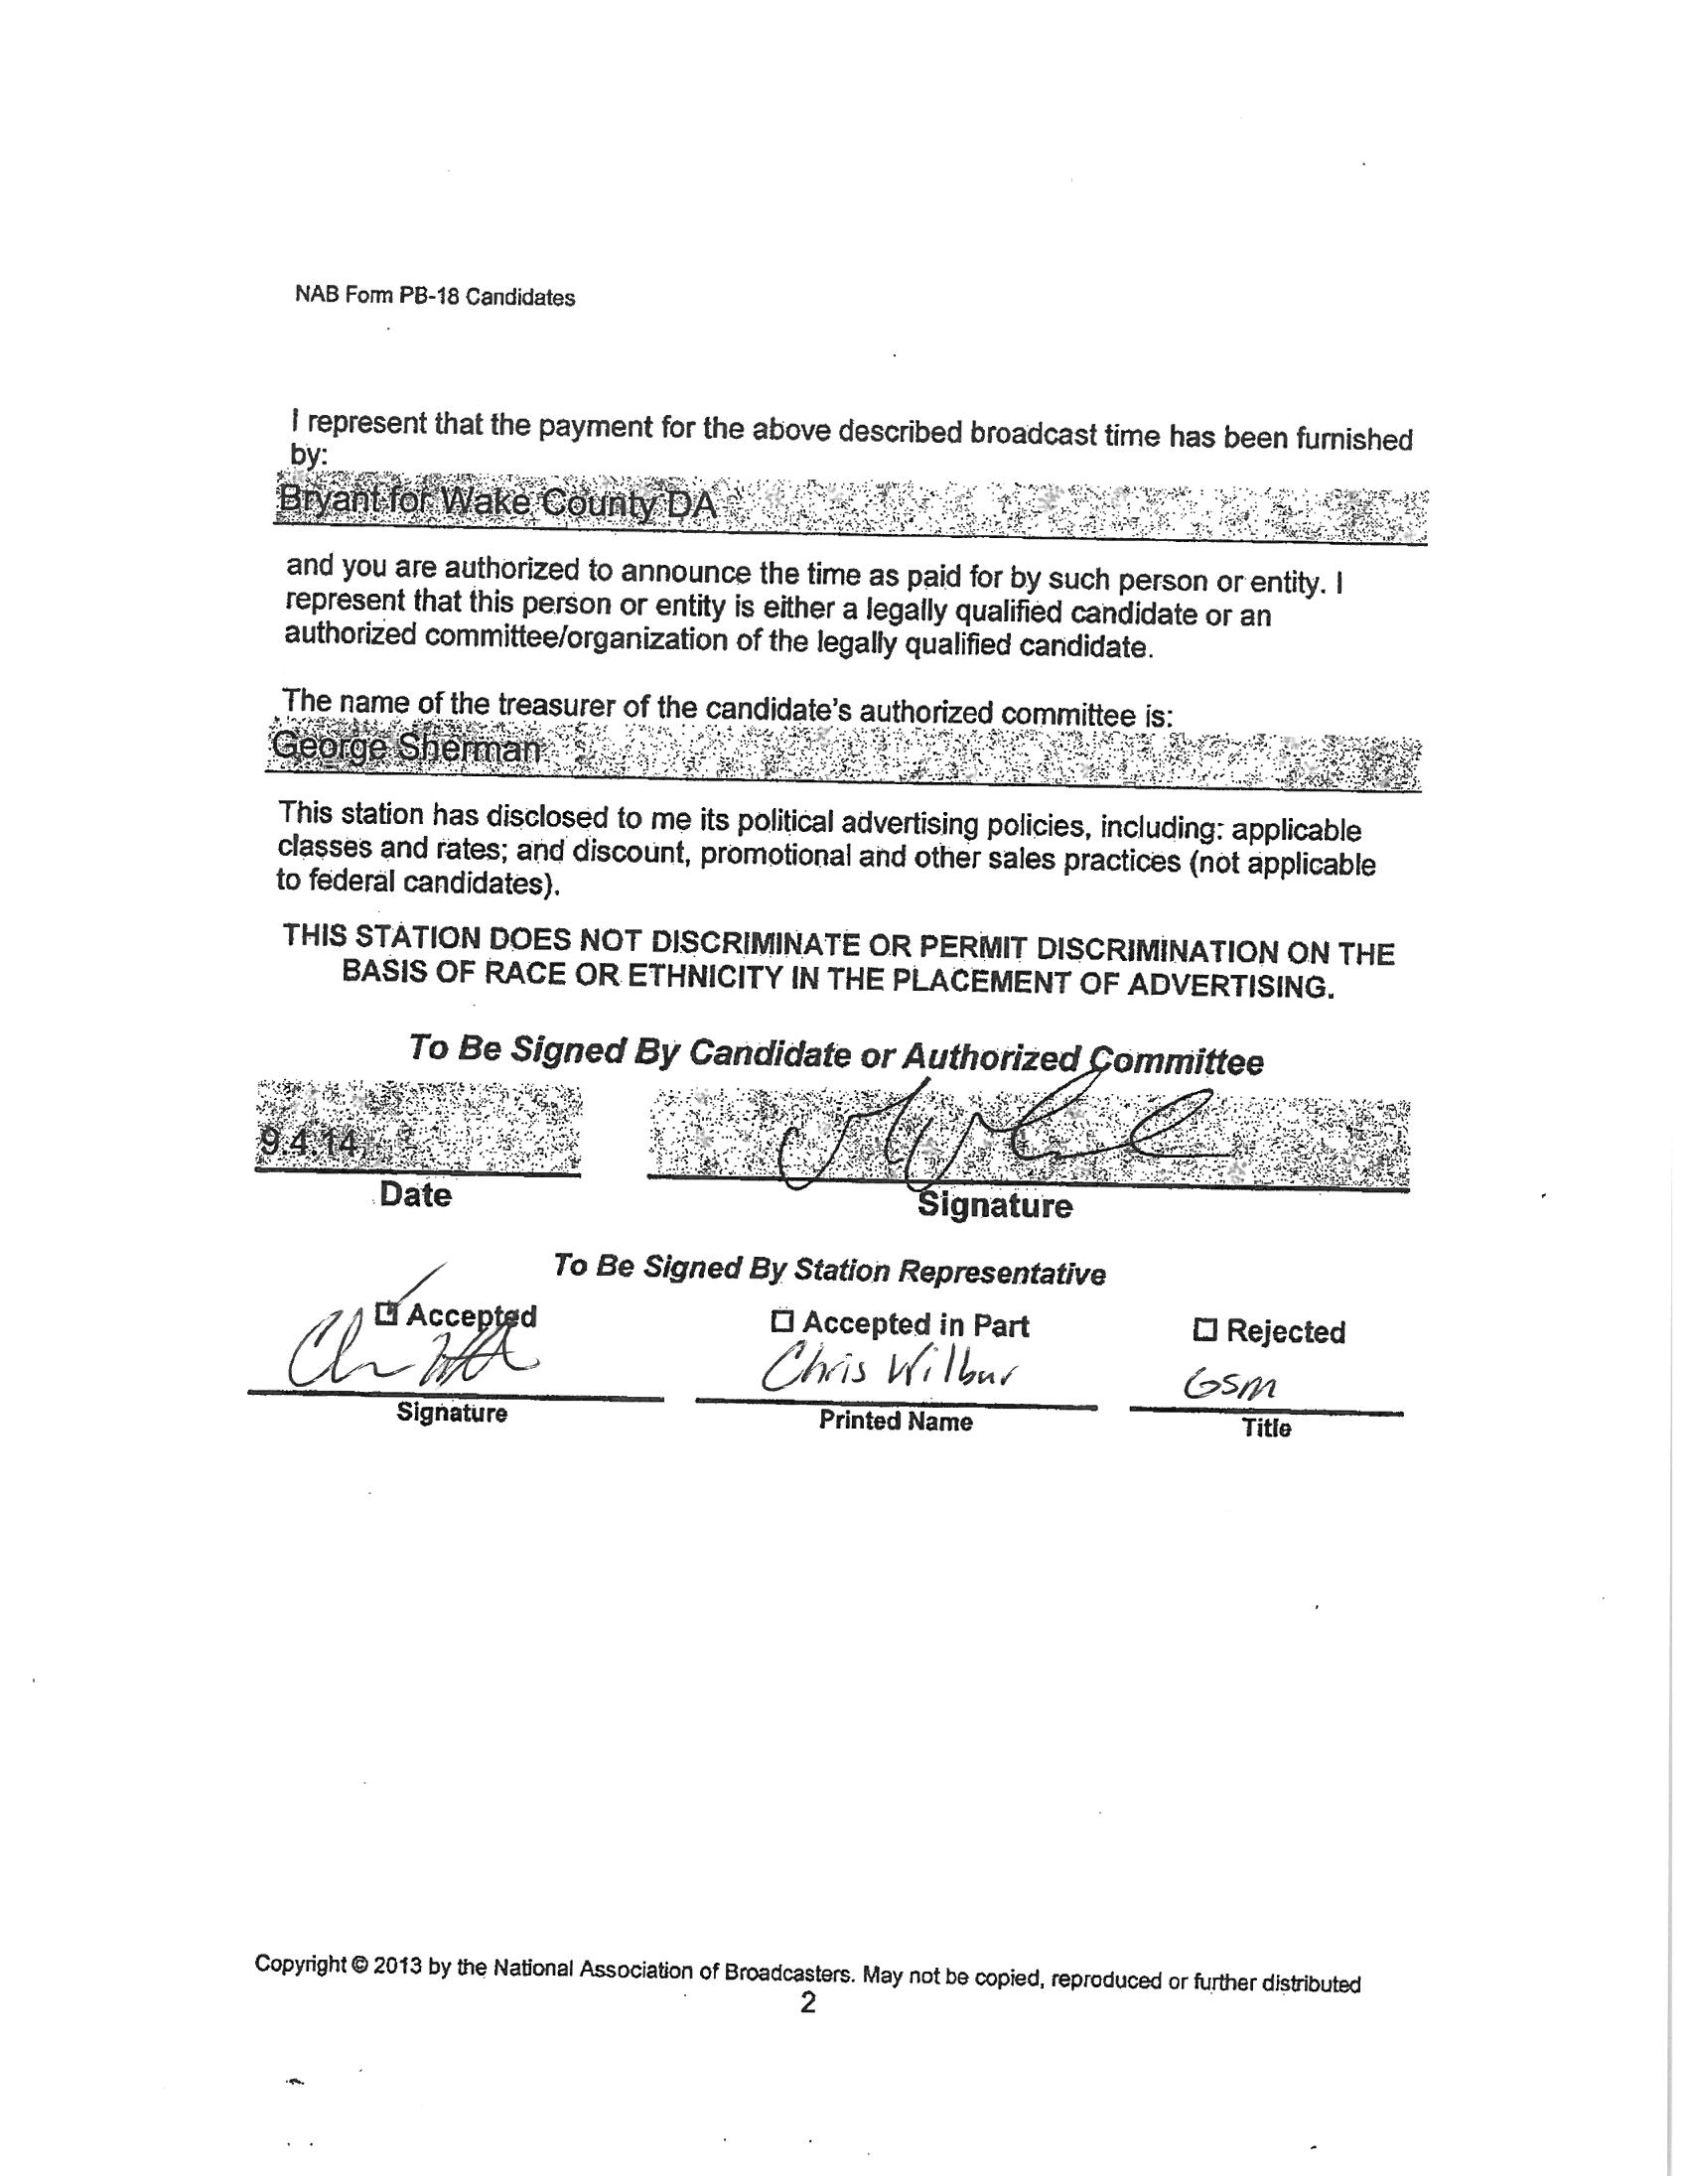 NAB Form PB-18 Candidates
I represent that the payment for the above described broadcast time has been furnished
by:
Bryant for Wake County DA
and you are authorized to announce the time as paid for by such person or entity. I
represent that this person or entity is either a legally qualified candidate or an
authorized committee/organization of the legally qualified candidate.
The name of the treasurer of the candidate's authorized committee is:
George Sherman
This station has disclosed to me its political advertising policies, including: applicable
classes and rates; and discount, promotional and other sales practices (not applicable
to federal candidates).
THIS STATION DOES NOT DISCRIMINATE OR PERMIT DISCRIMINATION ON THE
BASIS OF RACE OR ETHNICITY IN THE PLACEMENT OF ADVERTISING.
To Be Signed By Candidate or Authorized Committee
9.4.14
Date Signature
To Be Signed By Station Representative
Accepted Accepted in Part Rejected
Chris Wilbur GSM
Signature Printed Name Title
Copyright © 2013 by the National Association of Broadcasters. May not be copied, reproduced or further distributed
2